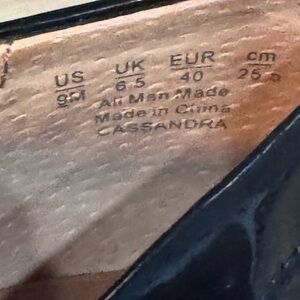 US UK EUR cm
9M 6.5 40 25.5
All Man Made
Made in China
CASSANDRA